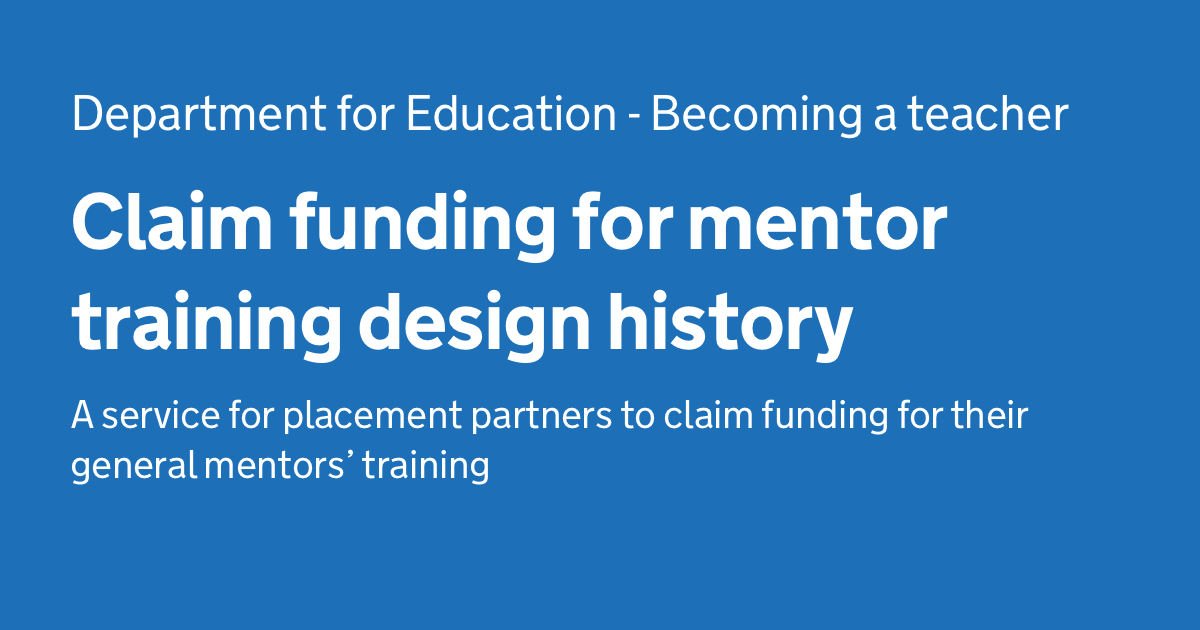 Department for Education - Becoming a teacher
Claim funding for mentor
training design history
A service for placement partners to claim funding for their
general mentors’ training